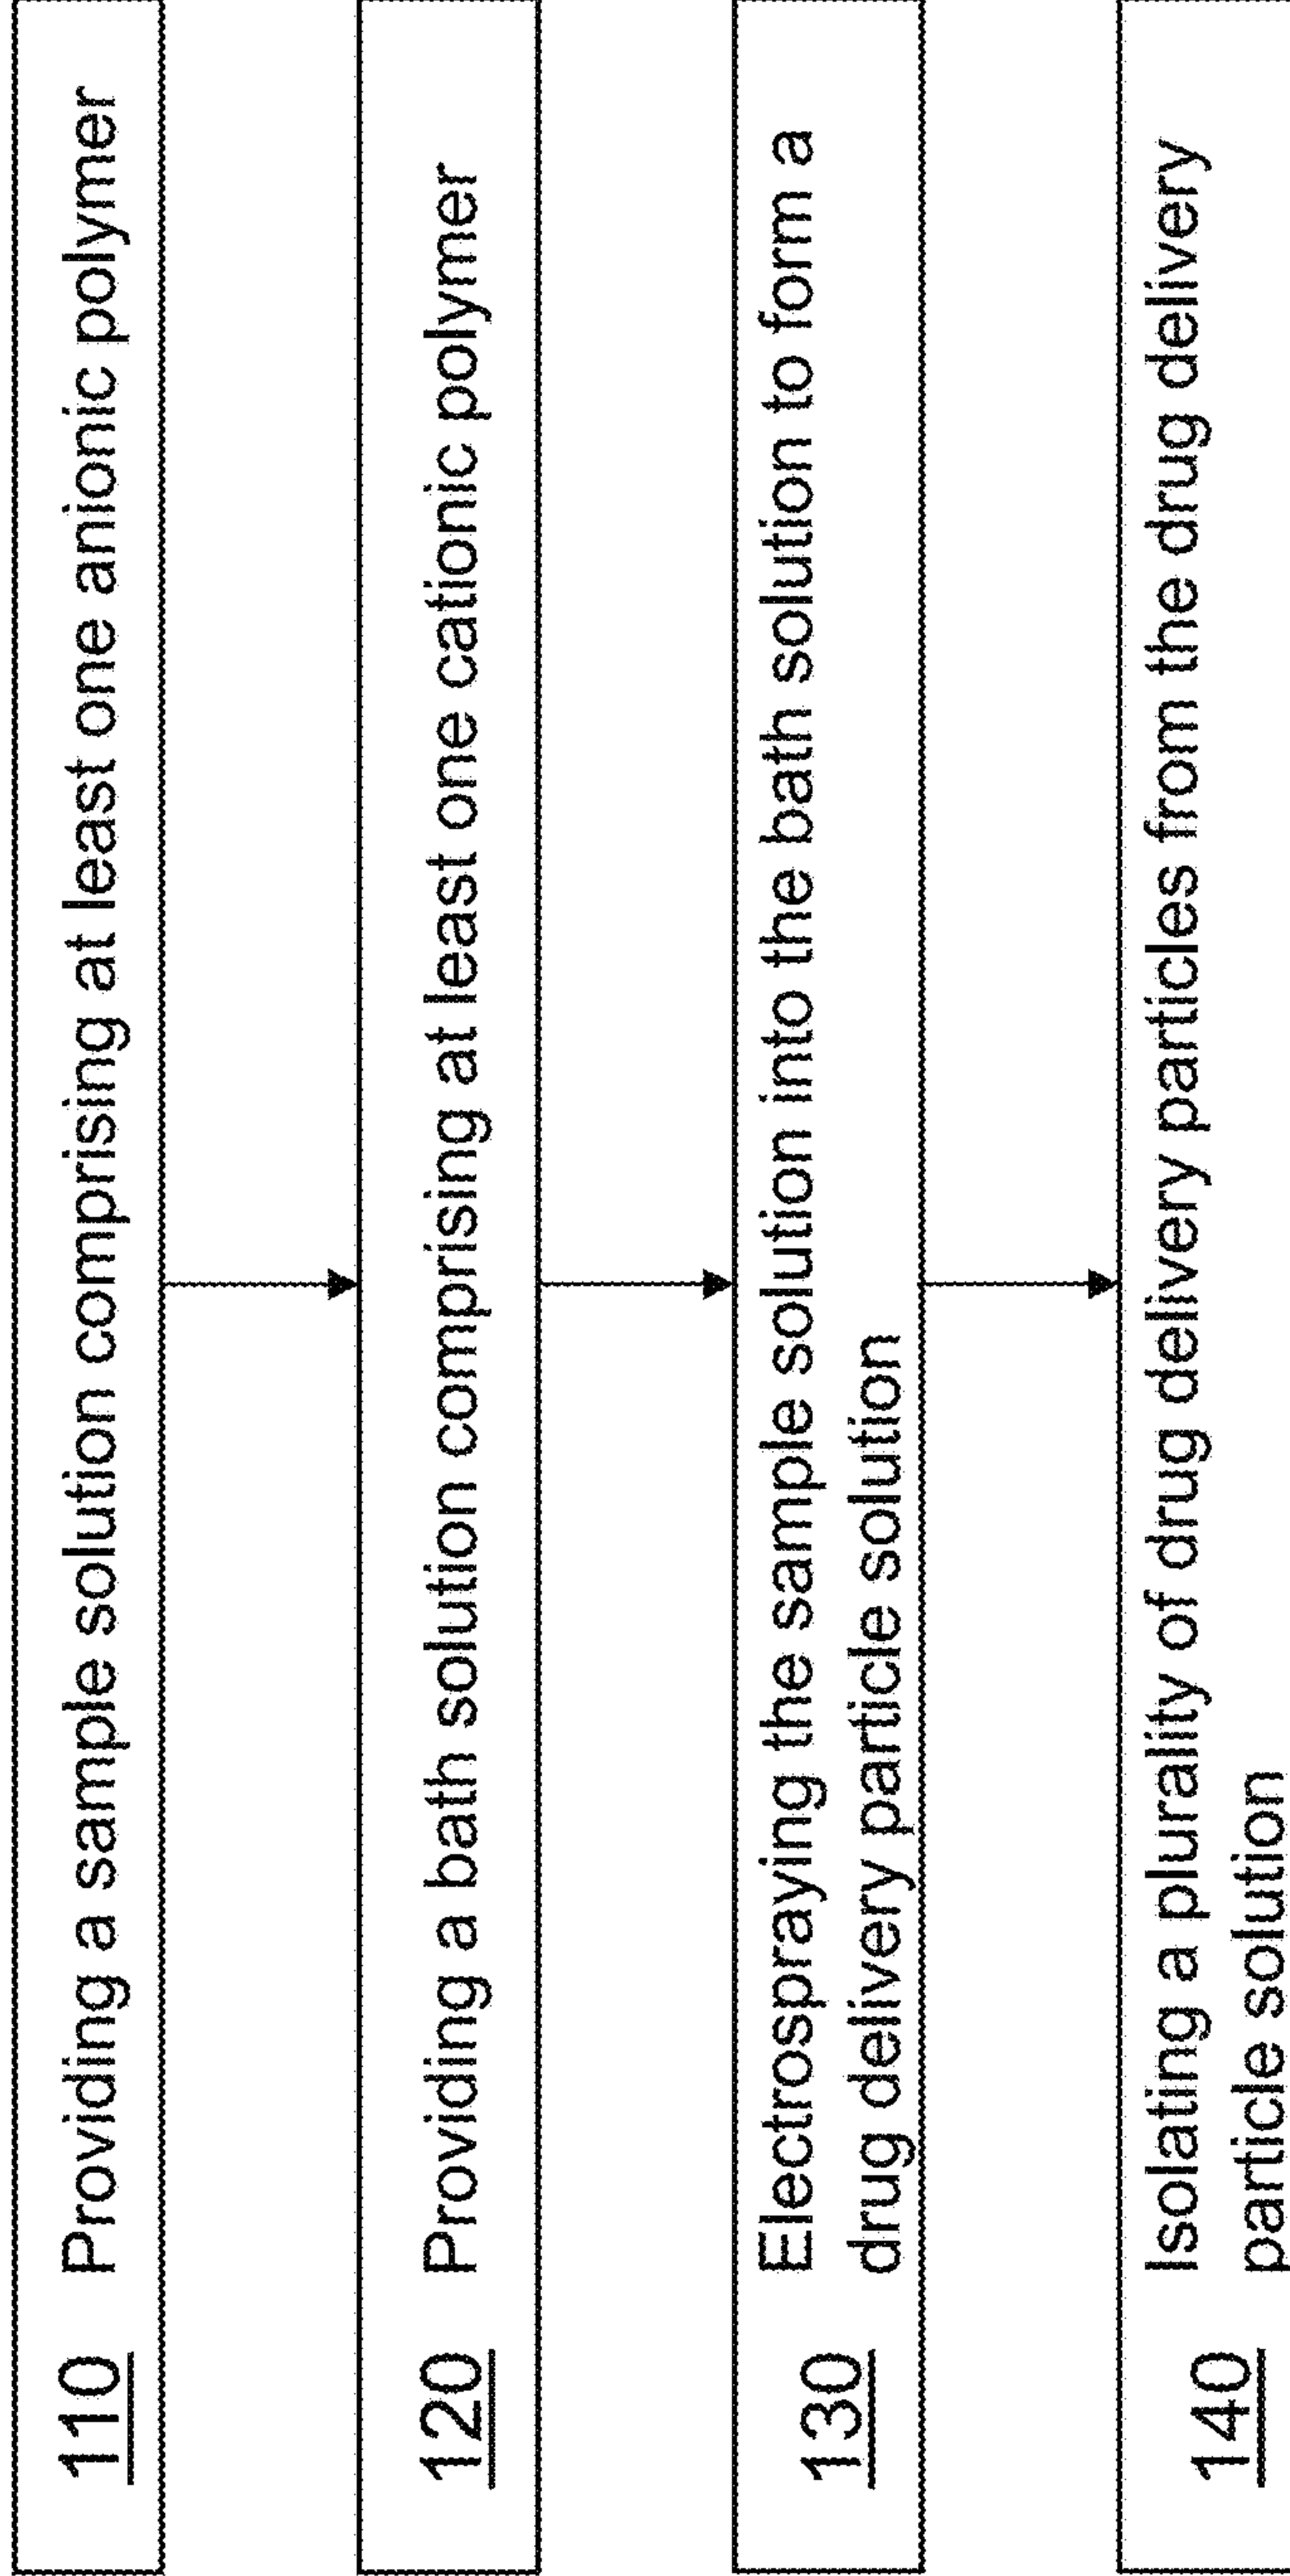 110 Providing a sample solution comprising at least one anionic polymer
120 Providing a bath solution comprising at least one cationic polymer
130 Electrospraying the sample solution into the bath solution to form a
drug delivery particle solution
140 Isolating a plurality of drug delivery particles from the drug delivery
particle solution